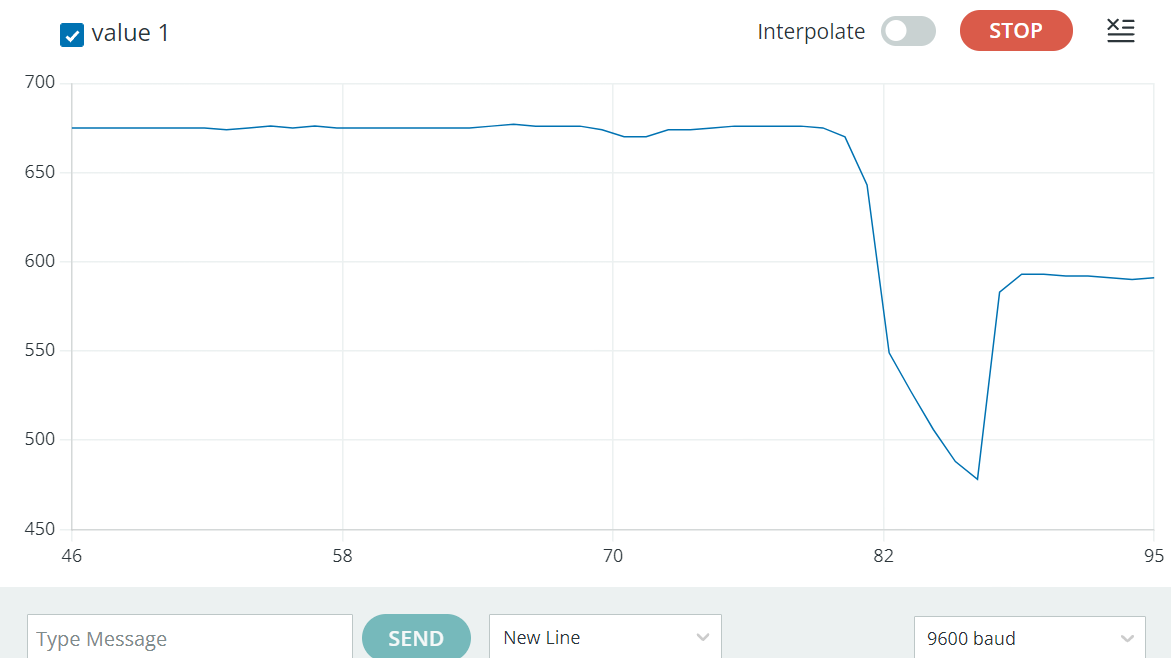 value 1
Interpolate
STOP
700
650
600
550
500
450
46 58 70 82 95
Type Message
SEND
New Line
9600 baud